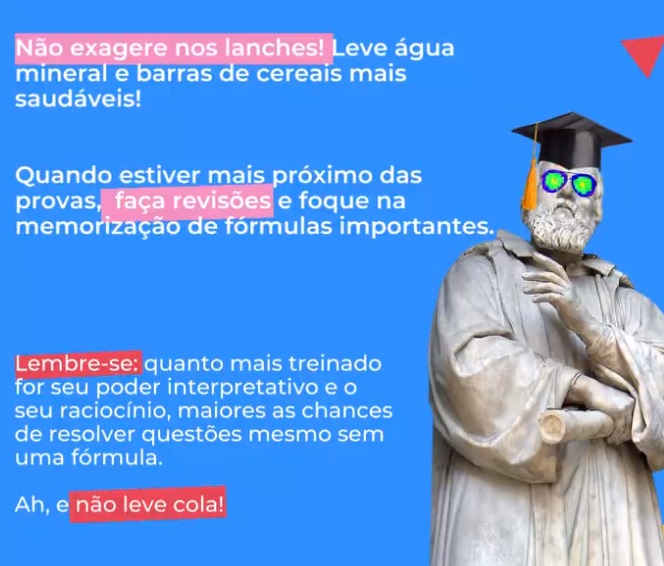 Não exagere nos lanches! Leve água
mineral e barras de cereais mais
saudáveis!
Quando estiver mais próximo das
provas, faça revisões e foque na
memorização de fórmulas importantes.
Lembre-se: quanto mais treinado
for seu poder interpretativo e o
seu raciocínio, maiores as chances
de resolver questões mesmo sem
uma fórmula.
Ah, e não leve cola!